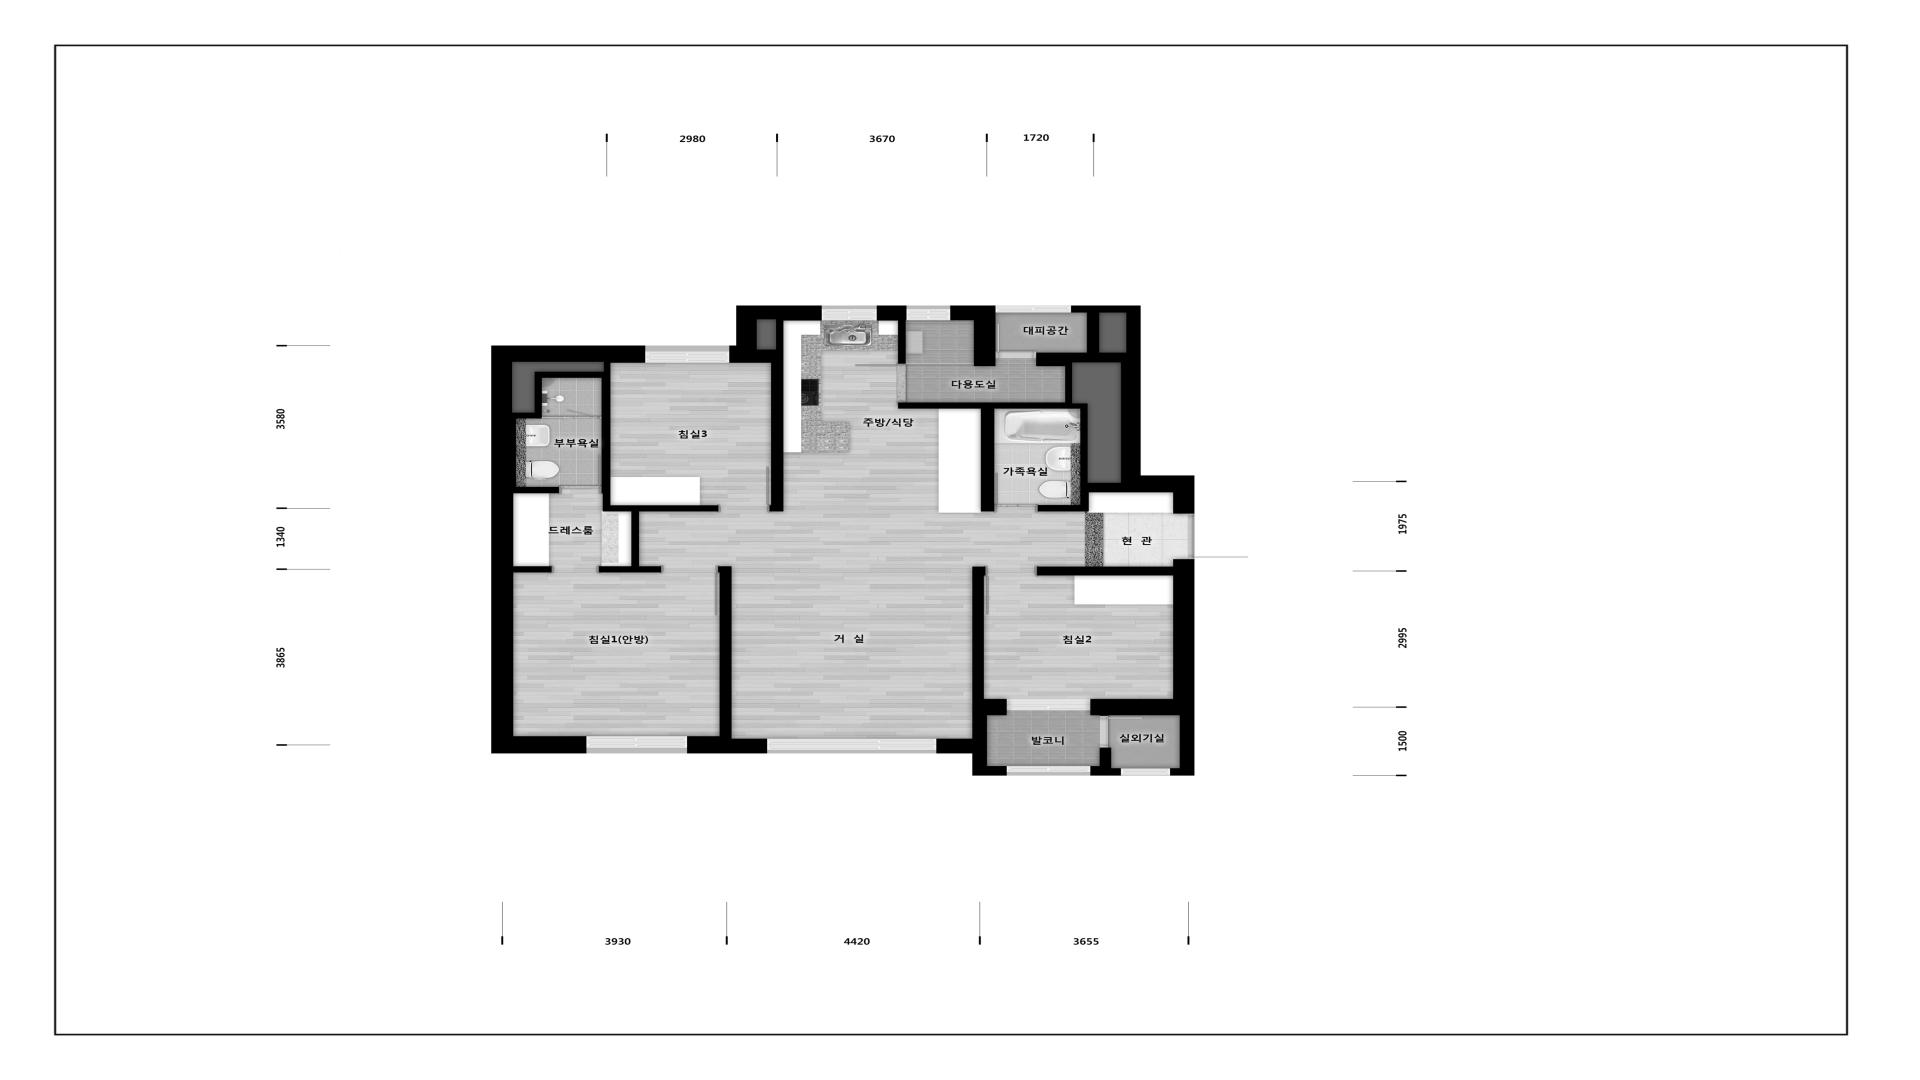 2980
3670
1720
대피공간
다용도실
3580
주방/식당
침실3
부부욕실
가족욕실
드레스룸
1340
현 관
1975
침실1(안방)
거 실
침실2
2995
3865
발코니
실외기실
1500
3930
4420
3655